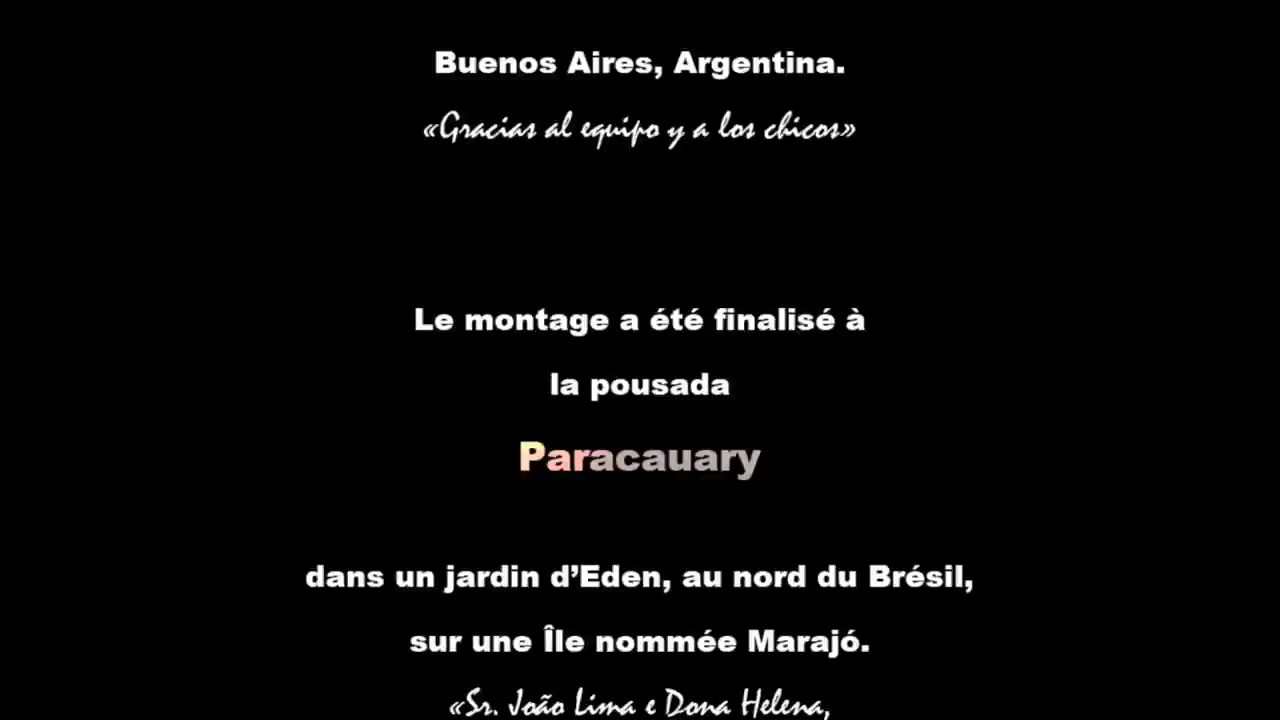 Buenos Aires, Argentina.
«Gracias al equipo y a los chicos»
Le montage a été finalisé à
la pousada
Paracauary
dans un jardin d’Eden, au nord du Brésil,
sur une Île nommée Marajó.
«Sr. João Lima e Dona Helena,